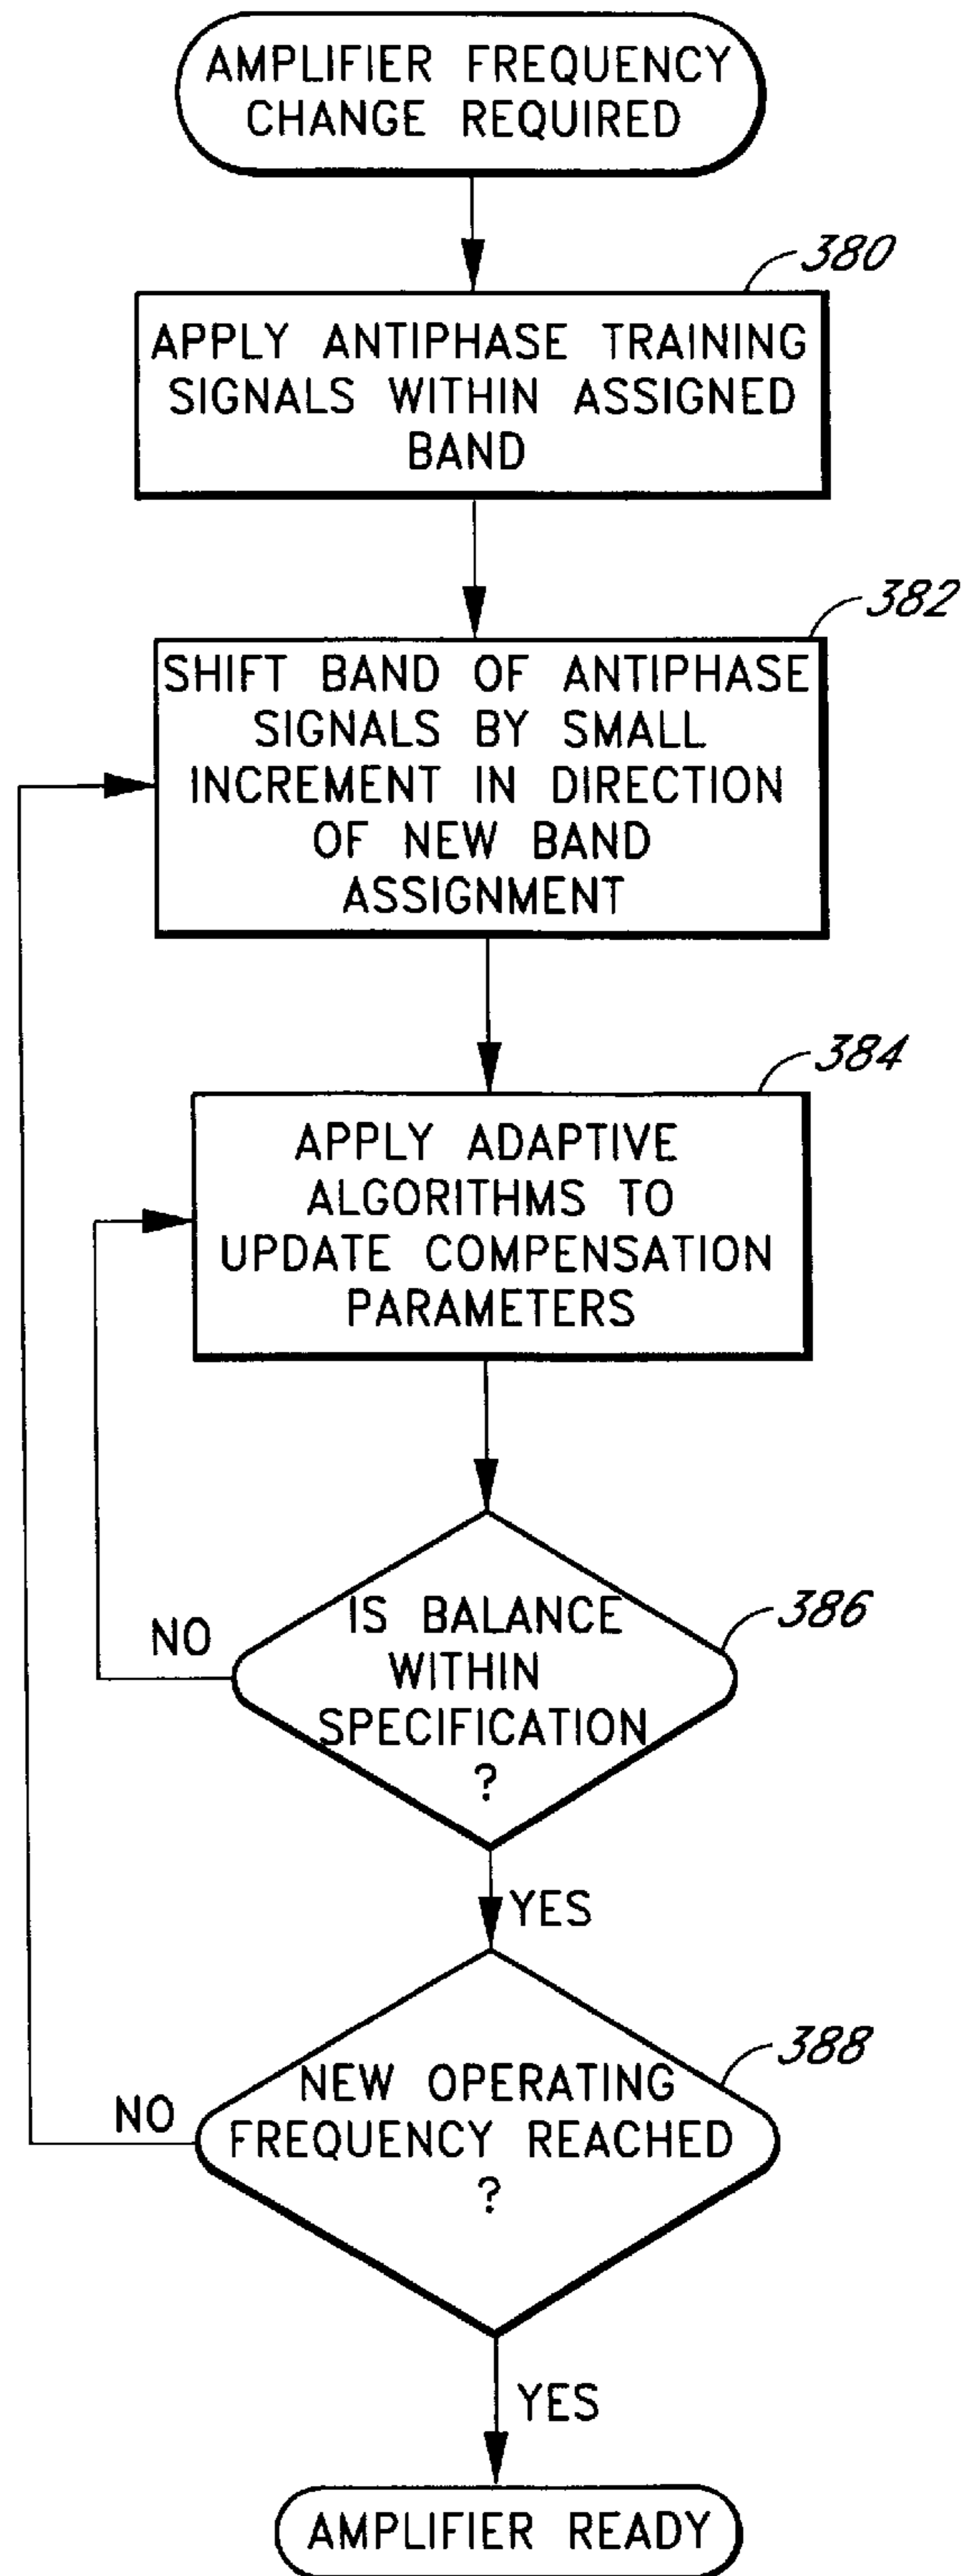 AMPLIFIER FREQUENCY
CHANGE REQUIRED
380
APPLY ANTIPHASE TRAINING
SIGNALS WITHIN ASSIGNED
BAND
382
SHIFT BAND OF ANTIPHASE
SIGNALS BY SMALL
INCREMENT IN DIRECTION
OF NEW BAND
ASSIGNMENT
384
APPLY ADAPTIVE
ALGORITHMS TO
UPDATE COMPENSATION
PARAMETERS
386
IS BALANCE
WITHIN
SPECIFICATION
?
NO
YES
388
NEW OPERATING
FREQUENCY REACHED
?
NO
YES
AMPLIFIER READY